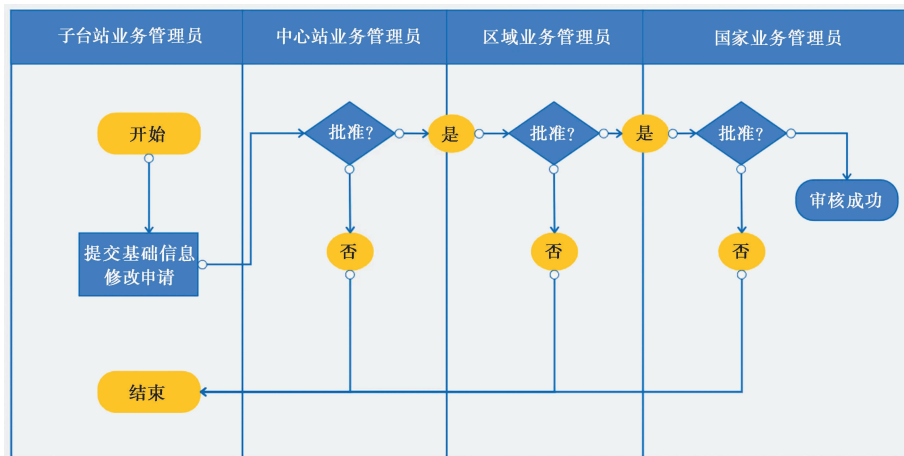 子台站业务管理员
中心站业务管理员
区域业务管理员
国家业务管理员
开始
批准?
是
批准?
是
批准?
审核成功
提交基础信息
修改申请
否
否
否
结束